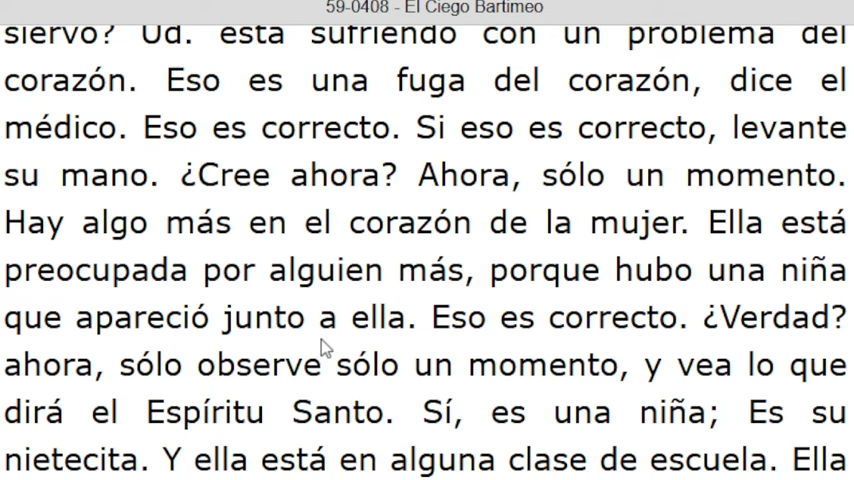 59-0408 - El Ciego Bartimeo
siervo? Ud. está sufriendo con un problema del
corazón. Eso es una fuga del corazón, dice el
médico. Eso es correcto. Si eso es correcto, levante
su mano. ¿Cree ahora? Ahora, sólo un momento.
Hay algo más en el corazón de la mujer. Ella está
preocupada por alguien más, porque hubo una niña
que apareció junto a ella. Eso es correcto. ¿Verdad?
ahora, sólo observe sólo un momento, y vea lo que
dirá el Espíritu Santo. Sí, es una niña; Es su
nietecita. Y ella está en alguna clase de escuela. Ella